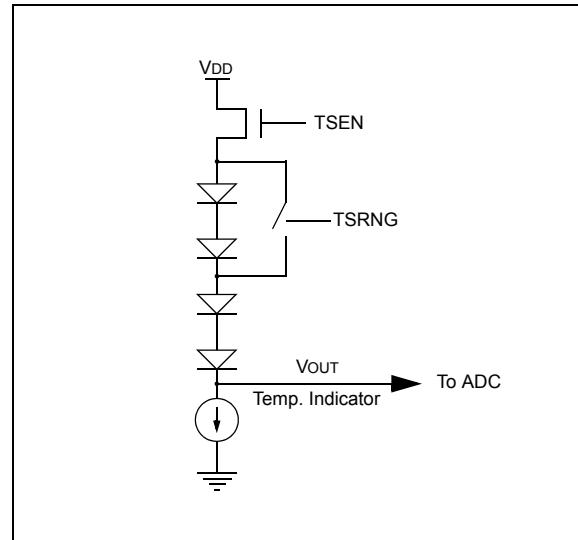 VDD
TSEN
TSRNG
VOUT
To ADC
Temp. Indicator